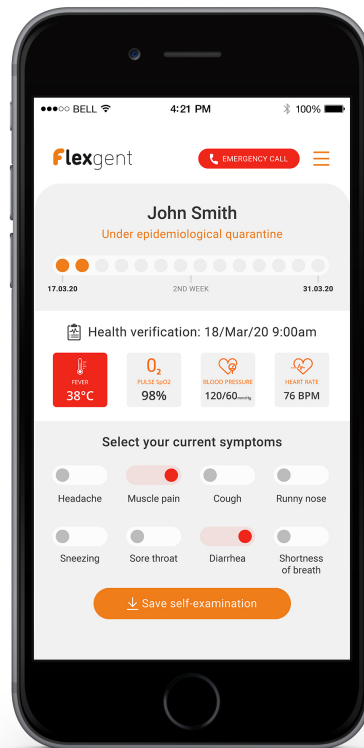 BELL 4:21 PM 100%
Flexgent EMERGENCY CALL
John Smith
Under epidemiological quarantine
17.03.20 2ND WEEK 31.03.20
Health verification: 18/Mar/20 9:00am
O₂
FEVER PULSE SpO2 BLOOD PRESSURE HEART RATE
38°C 98% 120/60mmHg 76 BPM
Select your current symptoms
Headache Muscle pain Cough Runny nose
Sneezing Sore throat Diarrhea Shortness
of breath
Save self-examination